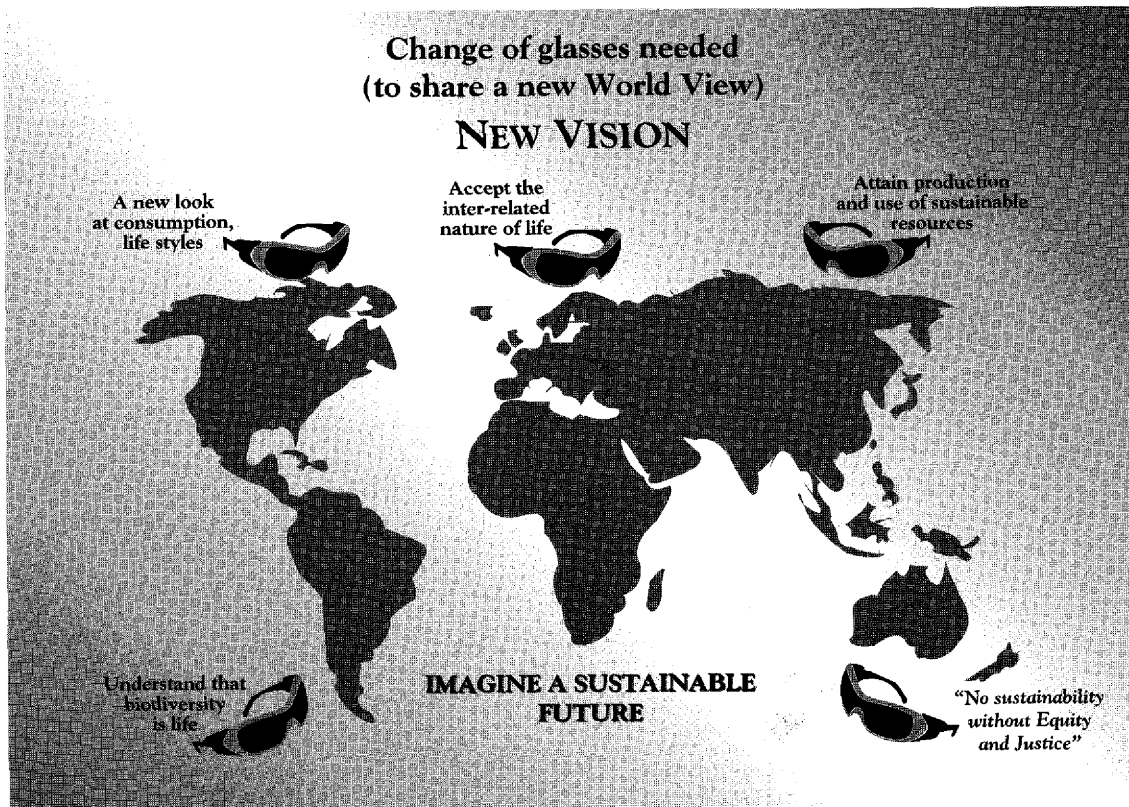 Change of glasses needed
(to share a new World View)
NEW VISION
A new look
at consumption,
life styles
Accept the
inter-related
nature of life
Attain production
and use of sustainable
resources
Understand that
biodiversity
is life
IMAGINE A SUSTAINABLE
FUTURE
“No sustainability
without Equity
and Justice”